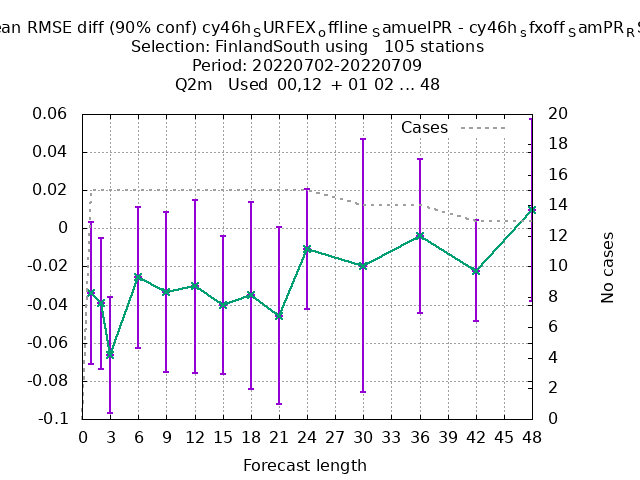 ean RMSE diff (90% conf) cy46h_SURFEX_offline_SamuelPR - cy46h_sfxoff_SamPR_RS
Selection: FinlandSouth using 105 stations
Period: 20220702-20220709
Q2m Used 00,12 + 01 02 ... 48
Cases
0.06
0.04
0.02
0
-0.02
-0.04
-0.06
-0.08
-0.1
20
18
16
14
12
10
8
6
4
2
0
No cases
0 3 6 9 12 15 18 21 24 27 30 33 36 39 42 45 48
Forecast length